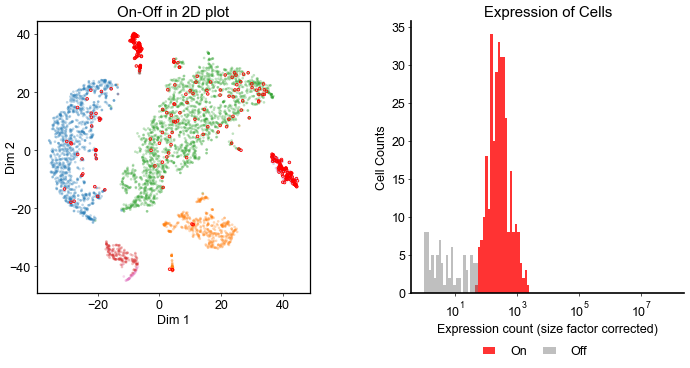 On-Off in 2D plot
Expression of Cells
Dim 2
40
20
0
−20
−40
−20
0
20
40
Dim 1
Cell Counts
35
30
25
20
15
10
5
0
10^1
10^3
10^5
10^7
Expression count (size factor corrected)
On
Off